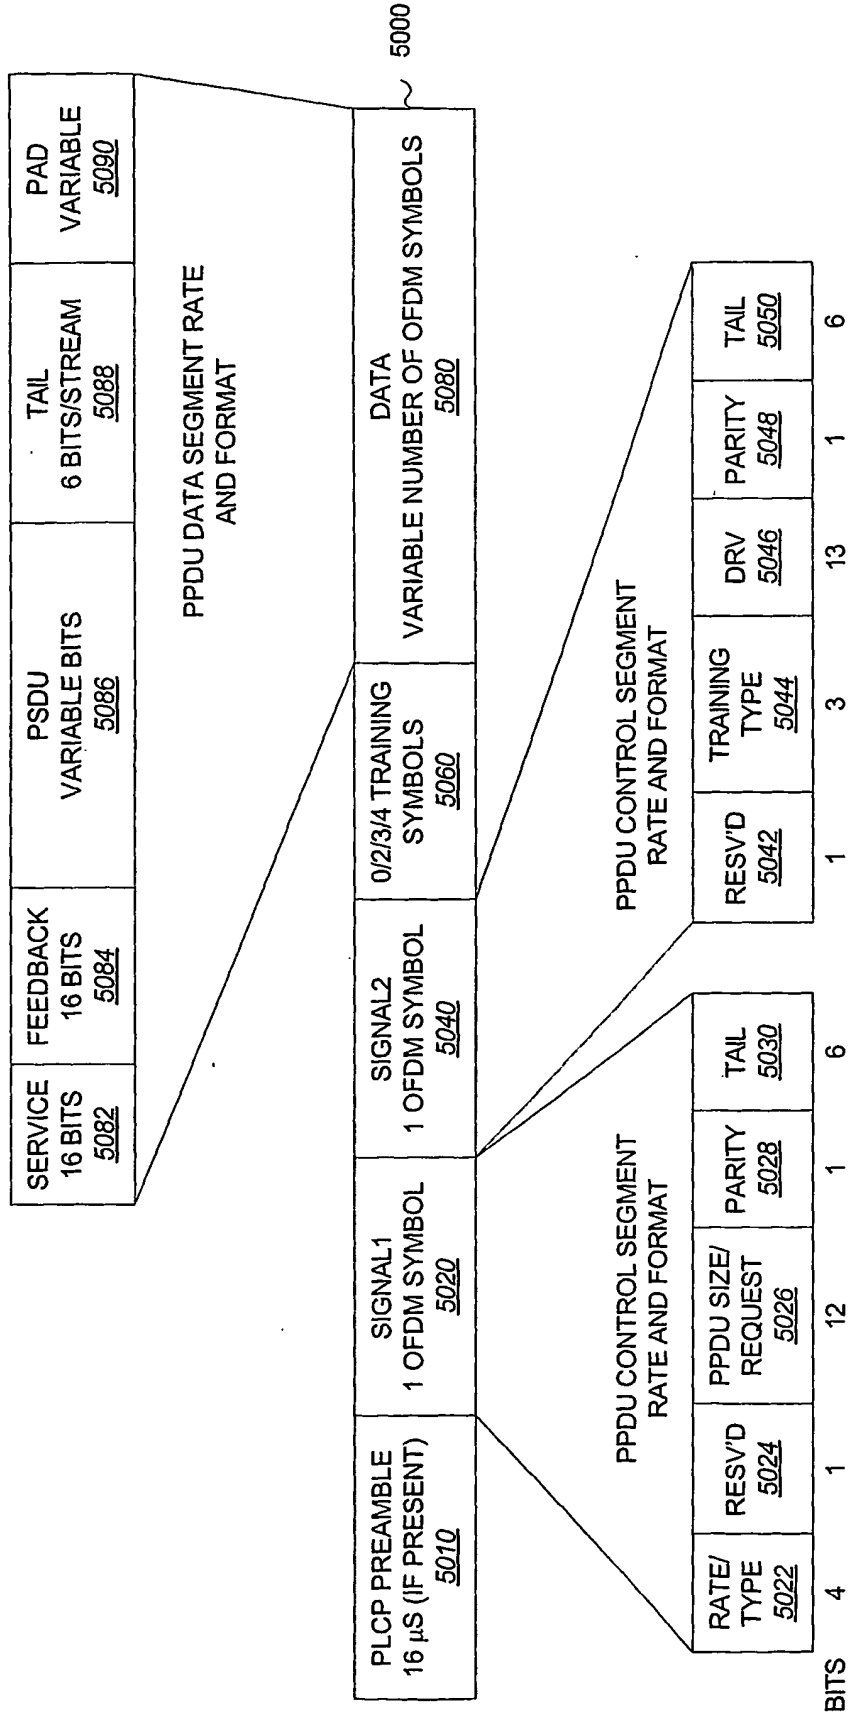 SERVICE
16 BITS
5082
FEEDBACK
16 BITS
5084
PSDU
VARIABLE BITS
5086
TAIL
6 BITS/STREAM
5088
PAD
VARIABLE
5090
PPDU DATA SEGMENT RATE
AND FORMAT
PLCP PREAMBLE
16 µS (IF PRESENT)
5010
SIGNAL1
1 OFDM SYMBOL
5020
SIGNAL2
1 OFDM SYMBOL
5040
0/2/3/4 TRAINING
SYMBOLS
5060
DATA
VARIABLE NUMBER OF OFDM SYMBOLS
5080
5000
PPDU CONTROL SEGMENT
RATE AND FORMAT
PPDU CONTROL SEGMENT
RATE AND FORMAT
RATE/
TYPE
5022
RESV'D
5024
PPDU SIZE/
REQUEST
5026
PARITY
5028
TAIL
5030
RESV'D
5042
TRAINING
TYPE
5044
DRV
5046
PARITY
5048
TAIL
5050
BITS 4 1 12 1 6 1 3 13 1 6